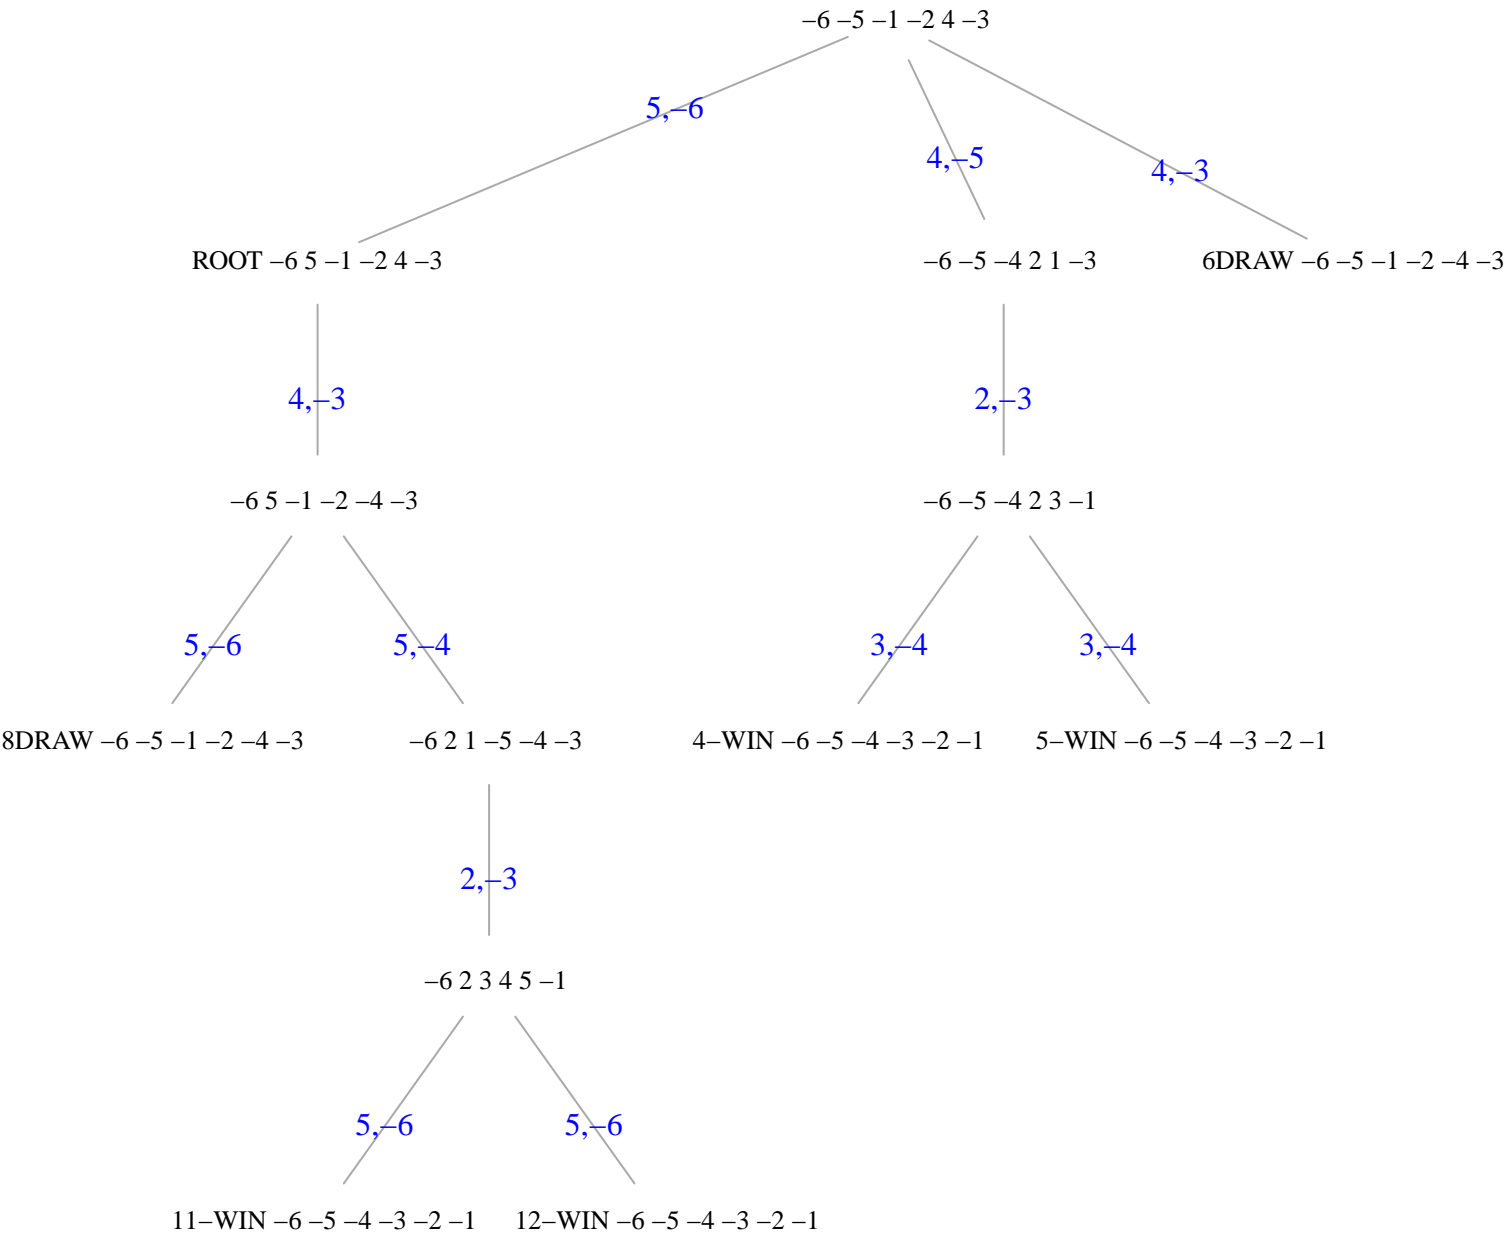 –6 –5 –1 –2 4 –3
5,–6
4,–5
4,–3
ROOT –6 5 –1 –2 4 –3
–6 –5 –4 2 1 –3
6DRAW –6 –5 –1 –2 –4 –3
4,–3
2,–3
–6 5 –1 –2 –4 –3
–6 –5 –4 2 3 –1
5,–6
5,–4
3,–4
3,–4
8DRAW –6 –5 –1 –2 –4 –3
–6 2 1 –5 –4 –3
4–WIN –6 –5 –4 –3 –2 –1
5–WIN –6 –5 –4 –3 –2 –1
2,–3
–6 2 3 4 5 –1
5,–6
5,–6
11–WIN –6 –5 –4 –3 –2 –1
12–WIN –6 –5 –4 –3 –2 –1